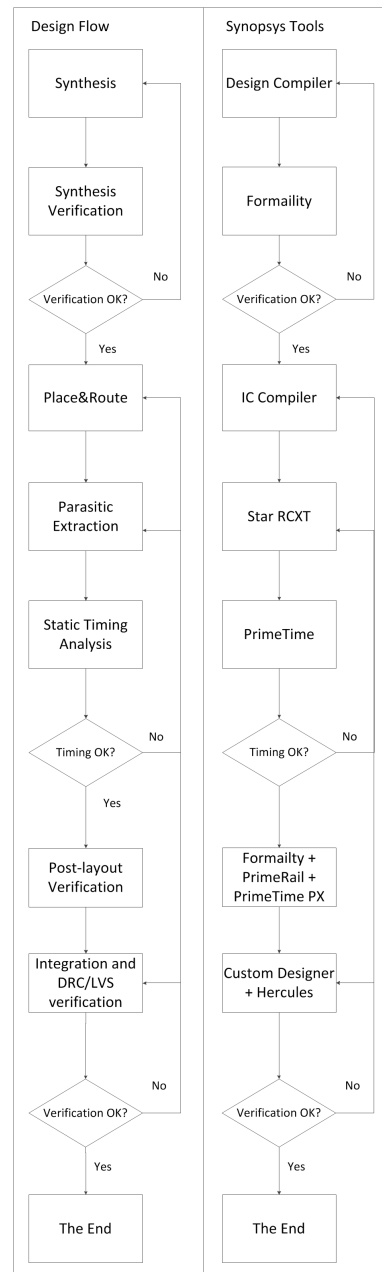 Design Flow
Synthesis
Synthesis
Verification
Verification OK?
No
Yes
Place&Route
Parasitic
Extraction
Static Timing
Analysis
Timing OK?
No
Yes
Post-layout
Verification
Integration and
DRC/LVS
verification
Verification OK?
No
Yes
The End
Synopsys Tools
Design Compiler
Formaility
Verification OK?
No
Yes
IC Compiler
Star RCXT
PrimeTime
Timing OK?
No
Formailty +
PrimeRail +
PrimeTime PX
Custom Designer
+ Hercules
Verification OK?
No
Yes
The End